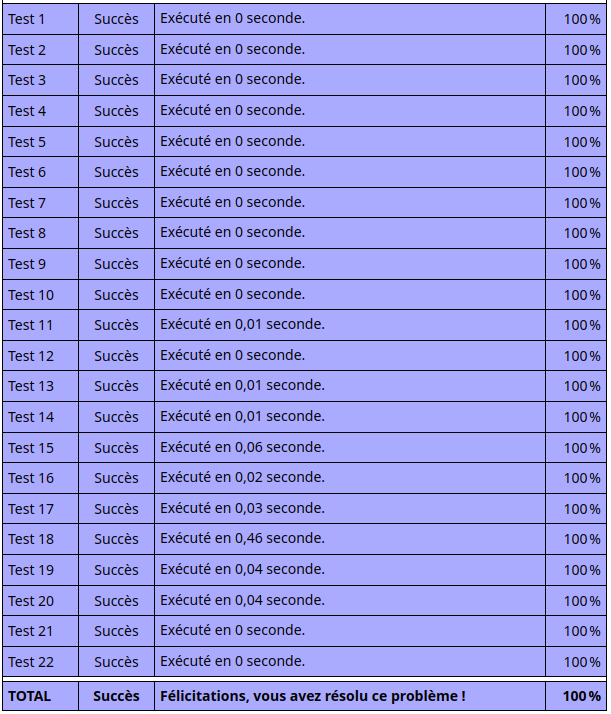 Test 1 Succès Exécuté en 0 seconde. 100 %
Test 2 Succès Exécuté en 0 seconde. 100 %
Test 3 Succès Exécuté en 0 seconde. 100 %
Test 4 Succès Exécuté en 0 seconde. 100 %
Test 5 Succès Exécuté en 0 seconde. 100 %
Test 6 Succès Exécuté en 0 seconde. 100 %
Test 7 Succès Exécuté en 0 seconde. 100 %
Test 8 Succès Exécuté en 0 seconde. 100 %
Test 9 Succès Exécuté en 0 seconde. 100 %
Test 10 Succès Exécuté en 0 seconde. 100 %
Test 11 Succès Exécuté en 0,01 seconde. 100 %
Test 12 Succès Exécuté en 0 seconde. 100 %
Test 13 Succès Exécuté en 0,01 seconde. 100 %
Test 14 Succès Exécuté en 0,01 seconde. 100 %
Test 15 Succès Exécuté en 0,06 seconde. 100 %
Test 16 Succès Exécuté en 0,02 seconde. 100 %
Test 17 Succès Exécuté en 0,03 seconde. 100 %
Test 18 Succès Exécuté en 0,46 seconde. 100 %
Test 19 Succès Exécuté en 0,04 seconde. 100 %
Test 20 Succès Exécuté en 0,04 seconde. 100 %
Test 21 Succès Exécuté en 0 seconde. 100 %
Test 22 Succès Exécuté en 0 seconde. 100 %
TOTAL Succès Félicitations, vous avez résolu ce problème ! 100 %